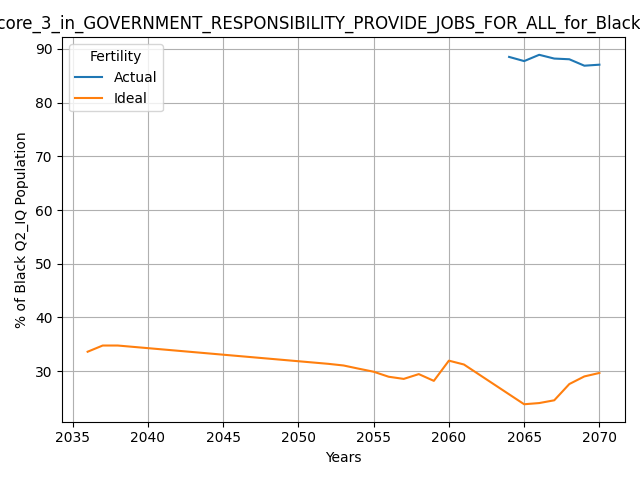 core_3_in_GOVERNMENT_RESPONSIBILITY_PROVIDE_JOBS_FOR_ALL_for_Black
Fertility
Actual
Ideal
% of Black Q2_IQ Population
90
80
70
60
50
40
30
2035 2040 2045 2050 2055 2060 2065 2070
Years